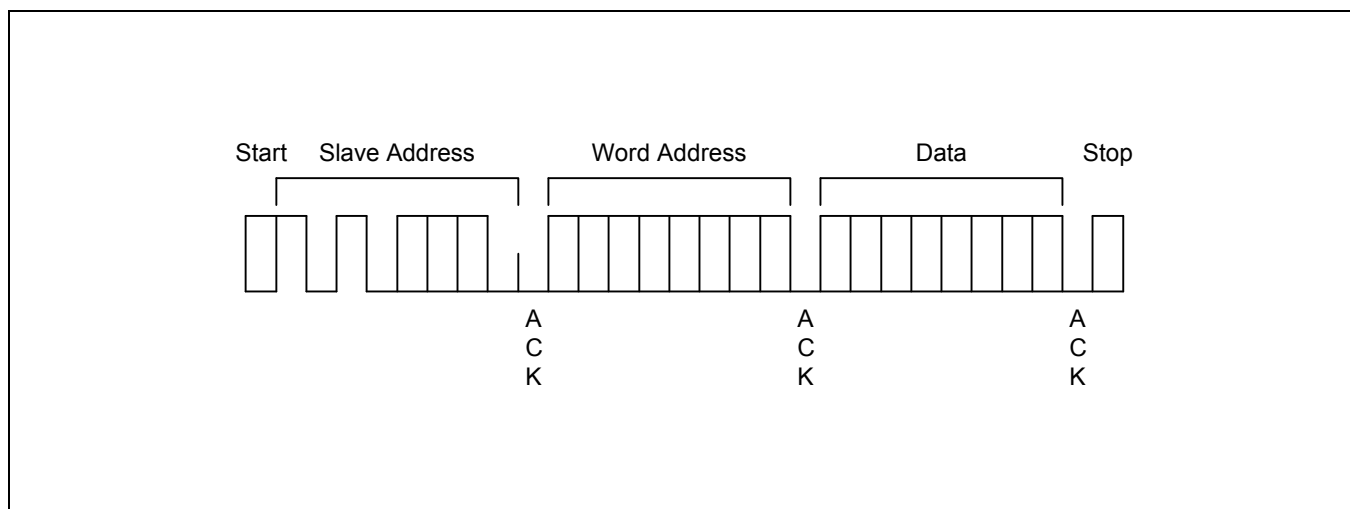 Start Slave Address Word Address Data Stop
A A A
C C C
K K K